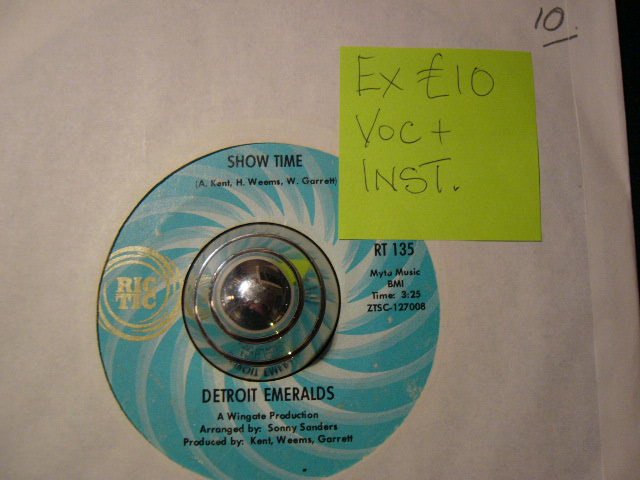 10.
EX £10
VOC +
INST.
SHOW TIME
(A. Kent, H. Weems, W. Garrett)
RIC
TIC
RT 135
Myto Music
BMI
Time: 3:25
ZTSC-127008
DETROIT EMERALDS
A Wingate Production
Arranged by: Sonny Sanders
Produced by: Kent, Weems, Garrett